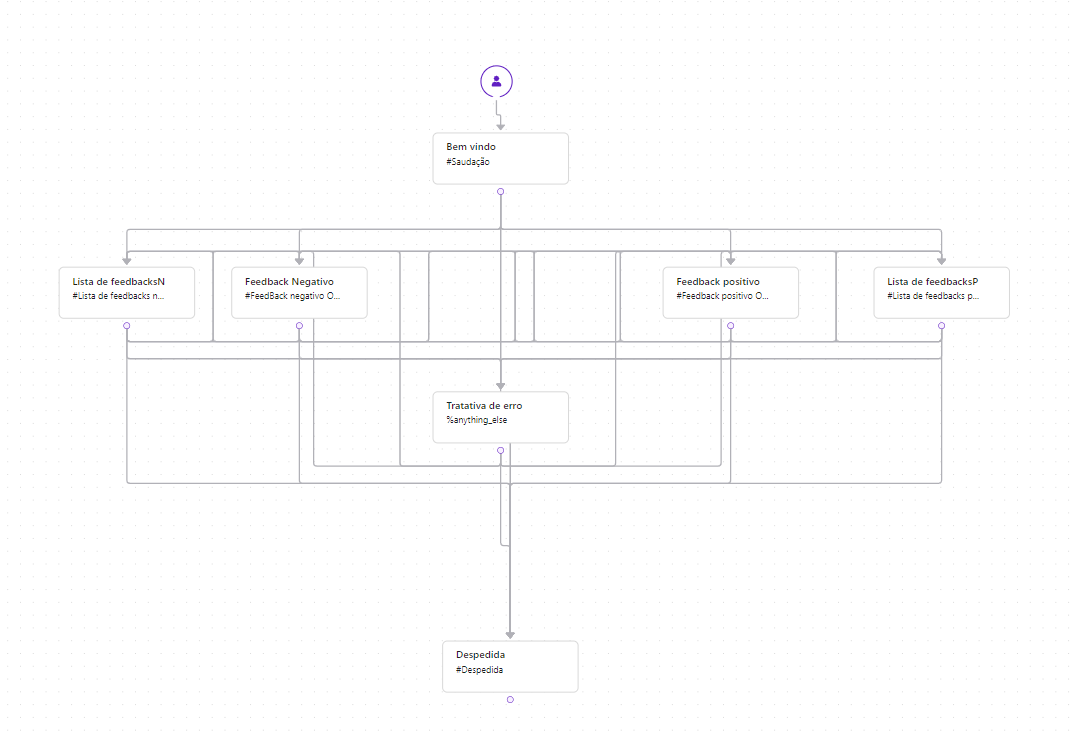 Bem vindo
#Saudação
Lista de feedbacksN
#Lista de feedbacks n...
Feedback Negativo
#FeedBack negativo O...
Feedback positivo
#Feedback positivo O...
Lista de feedbacksP
#Lista de feedbacks p...
Tratativa de erro
%anything_else
Despedida
#Despedida